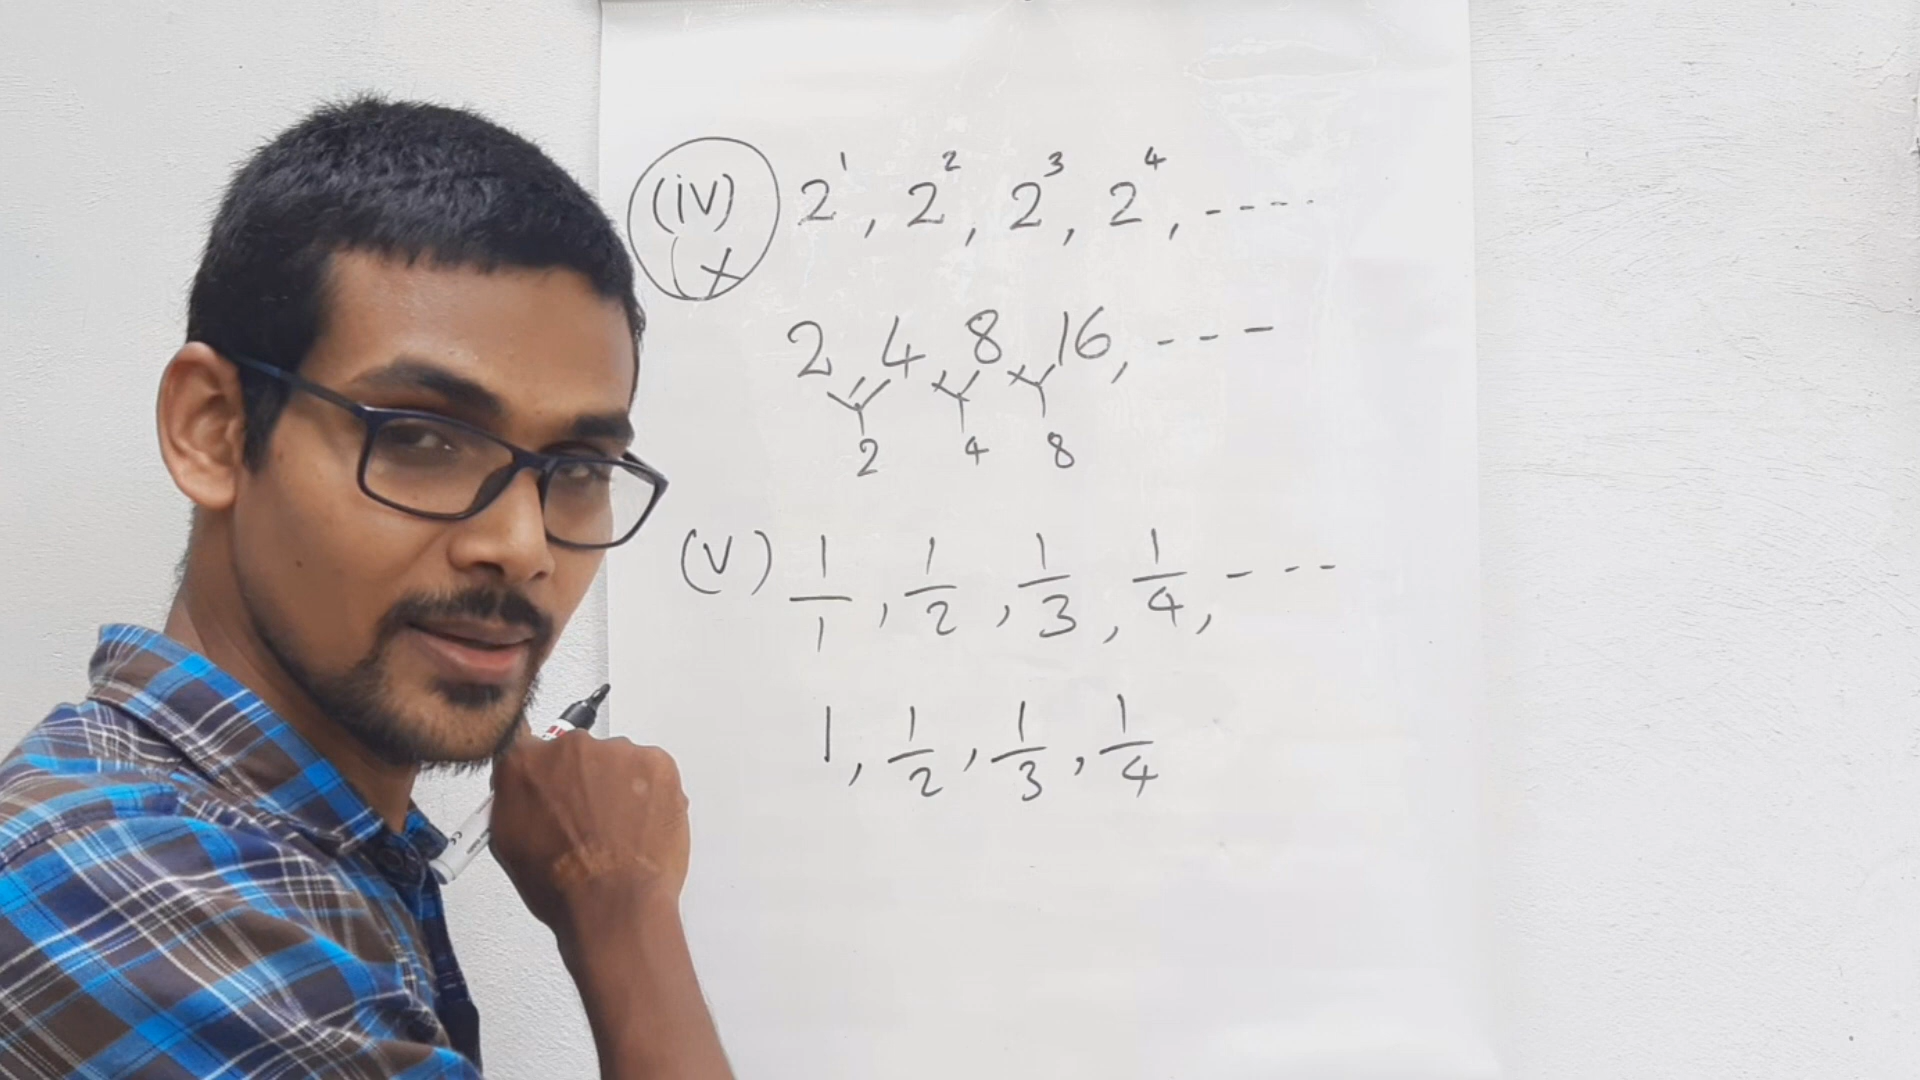 (iv) 2¹, 2², 2³, 2⁴, -----
(x
2, 4 8 16, ---
2 4 8
(v) 1/1, 1/2, 1/3, 1/4, ---
1, 1/2, 1/3, 1/4